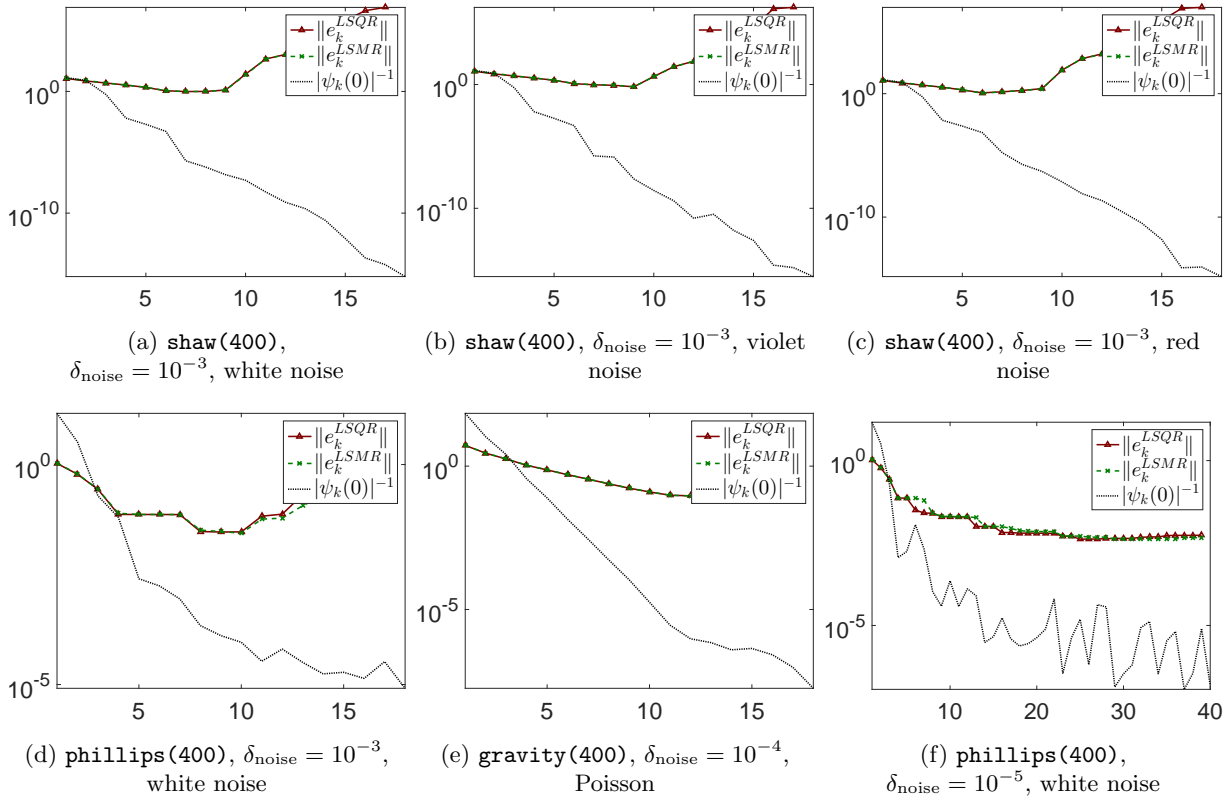 10^0
10^{-10}
5
10
15
‖e_k^{LSQR}‖
‖e_k^{LSMR}‖
|ψ_k(0)|^{-1}
(a) shaw(400),
δ_noise = 10^{-3}, white noise
10^0
10^{-10}
5
10
15
‖e_k^{LSQR}‖
‖e_k^{LSMR}‖
|ψ_k(0)|^{-1}
(b) shaw(400), δ_noise = 10^{-3}, violet
noise
10^0
10^{-10}
5
10
15
‖e_k^{LSQR}‖
‖e_k^{LSMR}‖
|ψ_k(0)|^{-1}
(c) shaw(400), δ_noise = 10^{-3}, red
noise
10^0
10^{-5}
5
10
15
‖e_k^{LSQR}‖
‖e_k^{LSMR}‖
|ψ_k(0)|^{-1}
(d) phillips(400), δ_noise = 10^{-3},
white noise
10^0
10^{-5}
5
10
15
‖e_k^{LSQR}‖
‖e_k^{LSMR}‖
|ψ_k(0)|^{-1}
(e) gravity(400), δ_noise = 10^{-4},
Poisson
10^0
10^{-5}
10
20
30
40
‖e_k^{LSQR}‖
‖e_k^{LSMR}‖
|ψ_k(0)|^{-1}
(f) phillips(400),
δ_noise = 10^{-5}, white noise